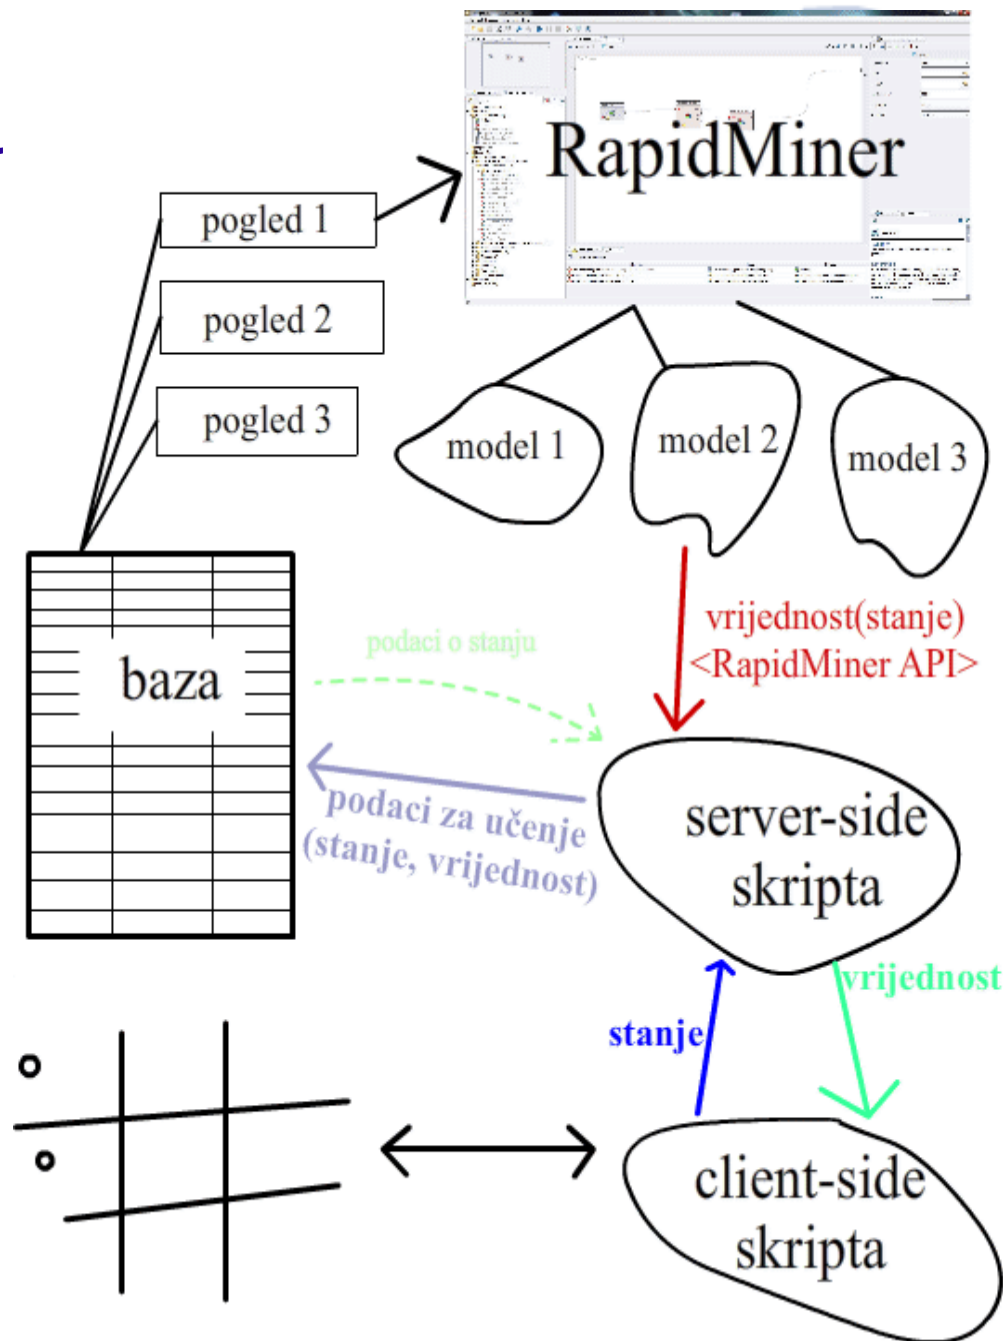 RapidMiner
pogled 1
pogled 2
pogled 3
model 1
model 2
model 3
vrijednost(stanje)
<RapidMiner API>
podaci o stanju
baza
podaci za učenje
(stanje, vrijednost)
server-side
skripta
vrijednost
stanje
client-side
skripta